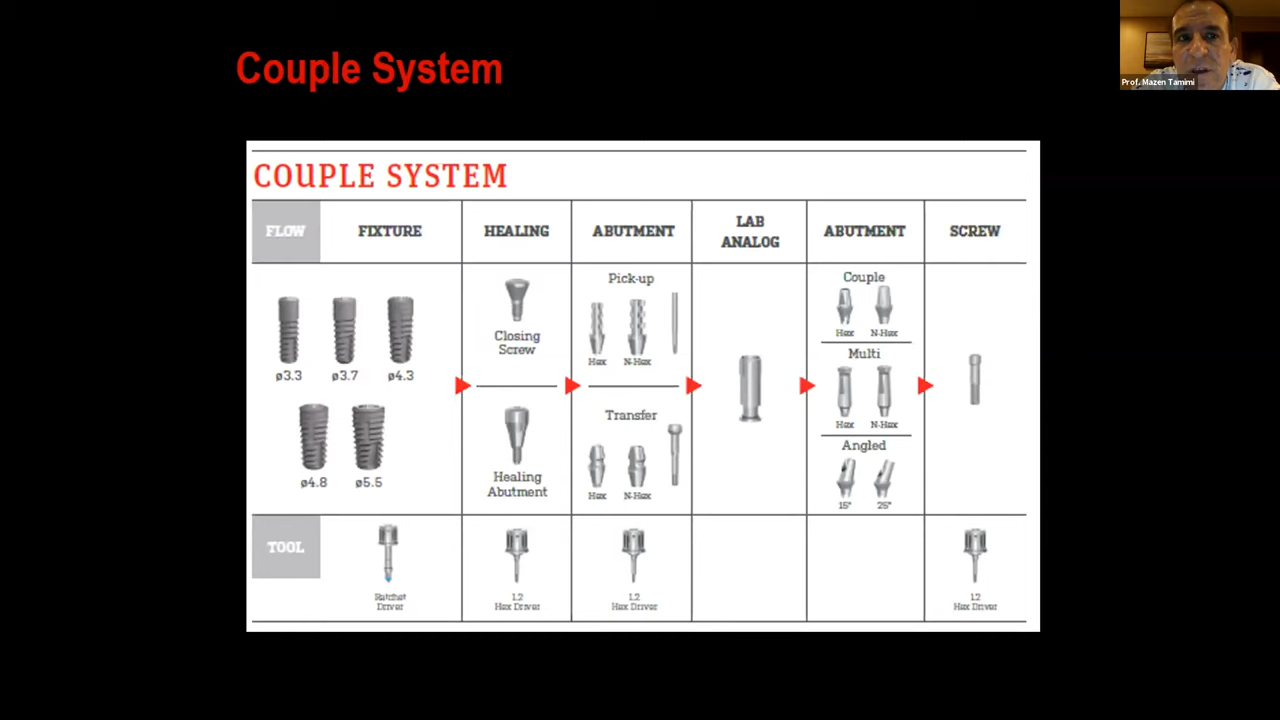 Couple System
Prof. Mazen Tamimi
COUPLE SYSTEM
FLOW
FIXTURE
HEALING
ABUTMENT
LAB
ANALOG
ABUTMENT
SCREW
ø3.3
ø3.7
ø4.3
ø4.8
ø5.5
Closing
Screw
Healing
Abutment
Pick-up
Hex
N-Hex
Transfer
Hex
N-Hex
Couple
Hex
N-Hex
Multi
Hex
N-Hex
Angled
15°
25°
TOOL
Ratchet
Driver
1.2
Hex Driver
1.2
Hex Driver
1.2
Hex Driver